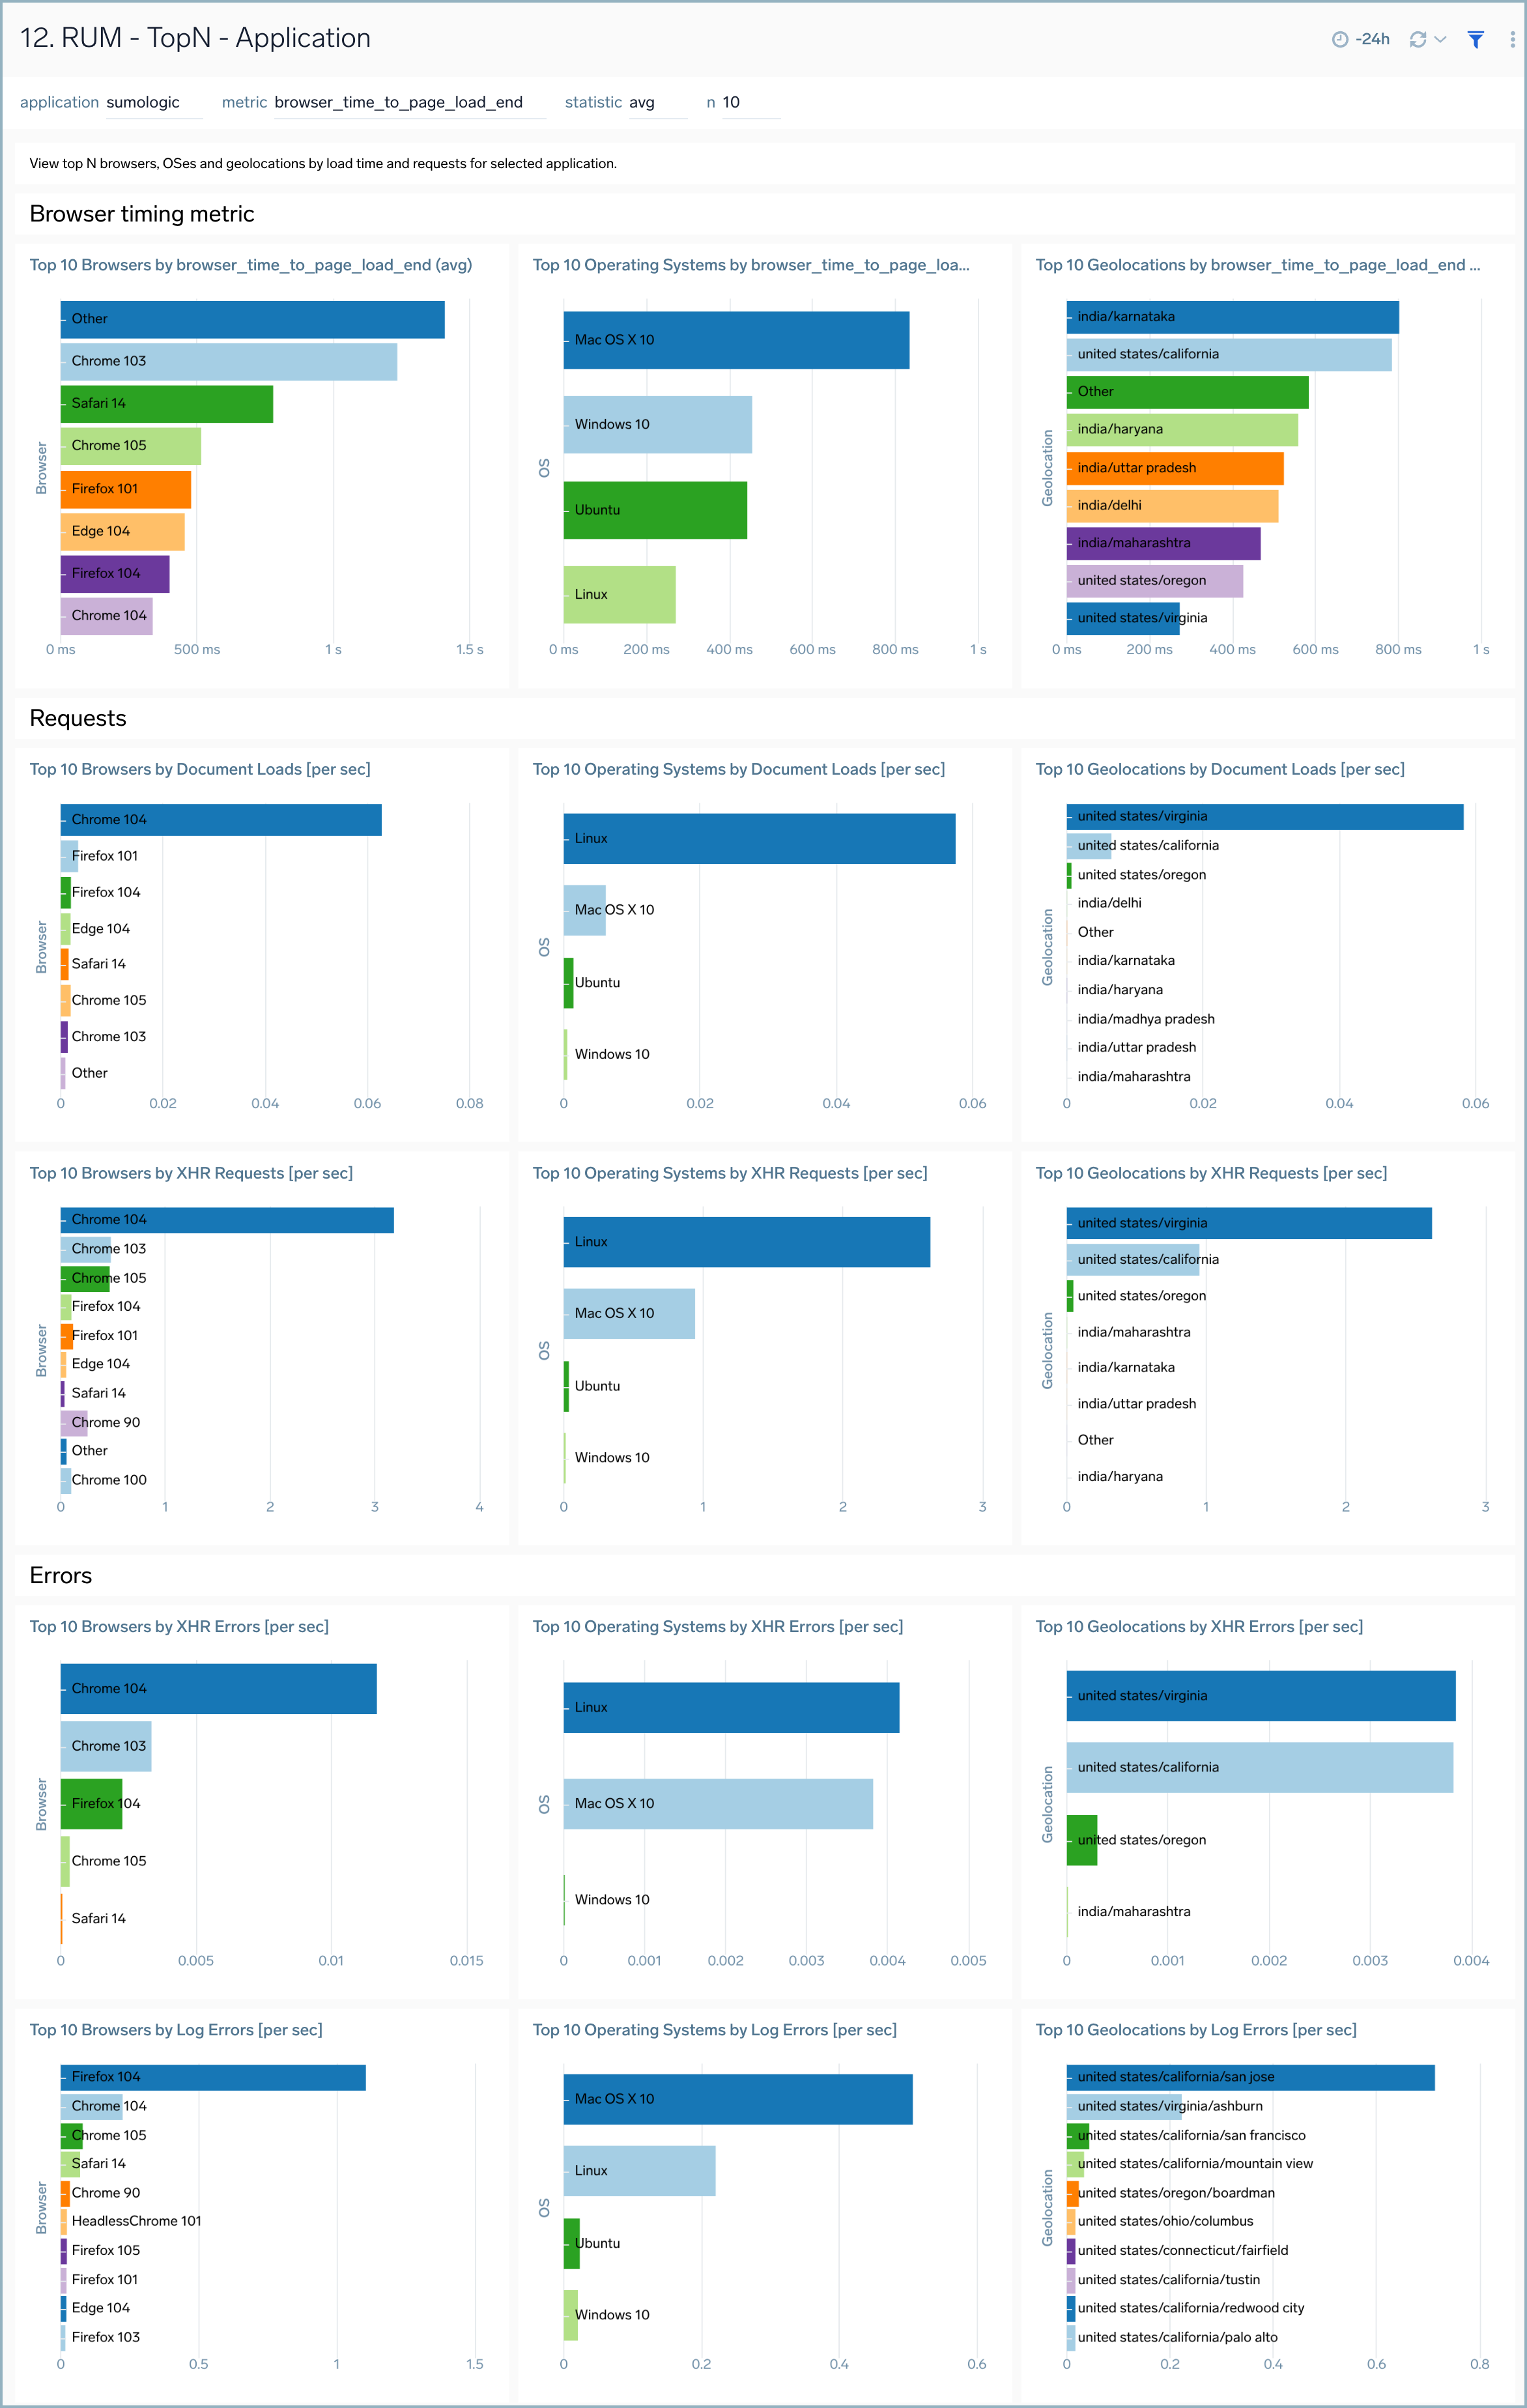 12. RUM - TopN - Application
-24h
application sumologic metric browser_time_to_page_load_end statistic avg n 10
View top N browsers, OSes and geolocations by load time and requests for selected application.
Browser timing metric
Top 10 Browsers by browser_time_to_page_load_end (avg)
Browser
Other
Chrome 103
Safari 14
Chrome 105
Firefox 101
Edge 104
Firefox 104
Chrome 104
0 ms 500 ms 1 s 1.5 s
Top 10 Operating Systems by browser_time_to_page_loa...
OS
Mac OS X 10
Windows 10
Ubuntu
Linux
0 ms 200 ms 400 ms 600 ms 800 ms 1 s
Top 10 Geolocations by browser_time_to_page_load_end ...
Geolocation
india/karnataka
united states/california
Other
india/haryana
india/uttar pradesh
india/delhi
india/maharashtra
united states/oregon
united states/virginia
0 ms 200 ms 400 ms 600 ms 800 ms 1 s
Requests
Top 10 Browsers by Document Loads [per sec]
Browser
Chrome 104
Firefox 101
Firefox 104
Edge 104
Safari 14
Chrome 105
Chrome 103
Other
0 0.02 0.04 0.06 0.08
Top 10 Operating Systems by Document Loads [per sec]
OS
Linux
Mac OS X 10
Ubuntu
Windows 10
0 0.02 0.04 0.06
Top 10 Geolocations by Document Loads [per sec]
Geolocation
united states/virginia
united states/california
united states/oregon
india/delhi
Other
india/karnataka
india/haryana
india/madhya pradesh
india/uttar pradesh
india/maharashtra
0 0.02 0.04 0.06
Top 10 Browsers by XHR Requests [per sec]
Browser
Chrome 104
Chrome 103
Chrome 105
Firefox 104
Firefox 101
Edge 104
Safari 14
Chrome 90
Other
Chrome 100
0 1 2 3 4
Top 10 Operating Systems by XHR Requests [per sec]
OS
Linux
Mac OS X 10
Ubuntu
Windows 10
0 1 2 3
Top 10 Geolocations by XHR Requests [per sec]
Geolocation
united states/virginia
united states/california
united states/oregon
india/maharashtra
india/karnataka
india/uttar pradesh
Other
india/haryana
0 1 2 3
Errors
Top 10 Browsers by XHR Errors [per sec]
Browser
Chrome 104
Chrome 103
Firefox 104
Chrome 105
Safari 14
0 0.005 0.01 0.015
Top 10 Operating Systems by XHR Errors [per sec]
OS
Linux
Mac OS X 10
Windows 10
0 0.001 0.002 0.003 0.004 0.005
Top 10 Geolocations by XHR Errors [per sec]
Geolocation
united states/virginia
united states/california
united states/oregon
india/maharashtra
0 0.001 0.002 0.003 0.004
Top 10 Browsers by Log Errors [per sec]
Browser
Firefox 104
Chrome 104
Chrome 105
Safari 14
Chrome 90
HeadlessChrome 101
Firefox 105
Firefox 101
Edge 104
Firefox 103
0 0.5 1 1.5
Top 10 Operating Systems by Log Errors [per sec]
OS
Mac OS X 10
Linux
Ubuntu
Windows 10
0 0.2 0.4 0.6
Top 10 Geolocations by Log Errors [per sec]
Geolocation
united states/california/san jose
united states/virginia/ashburn
united states/california/san francisco
united states/california/mountain view
united states/oregon/boardman
united states/ohio/columbus
united states/connecticut/fairfield
united states/california/tustin
united states/california/redwood city
united states/california/palo alto
0 0.2 0.4 0.6 0.8